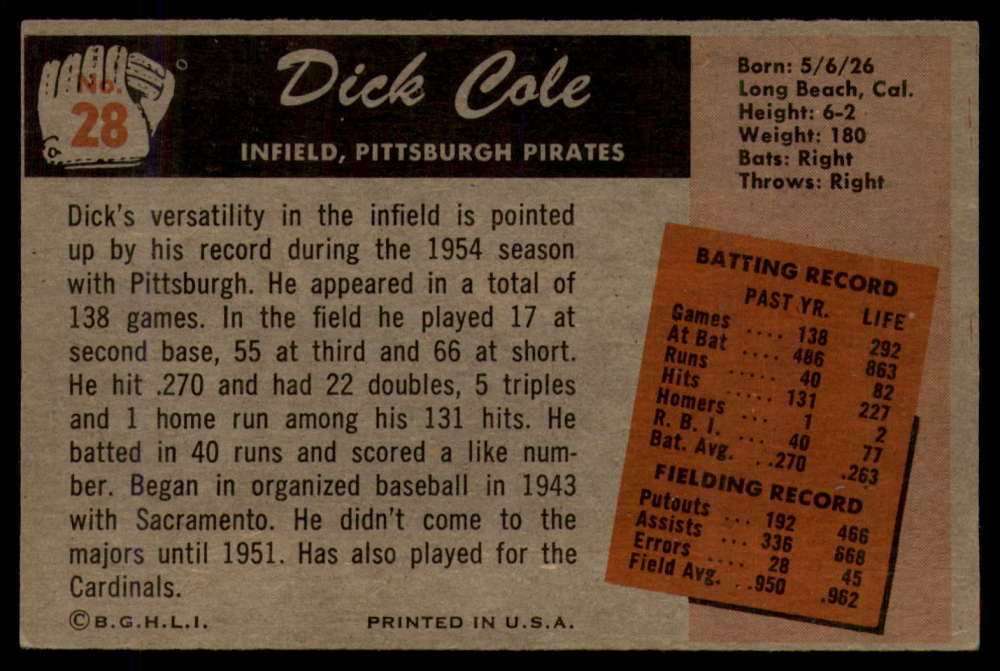 No.
28
Dick Cole
INFIELD, PITTSBURGH PIRATES
Born: 5/6/26
Long Beach, Cal.
Height: 6-2
Weight: 180
Bats: Right
Throws: Right
Dick's versatility in the infield is pointed
up by his record during the 1954 season
with Pittsburgh. He appeared in a total of
138 games. In the field he played 17 at
second base, 55 at third and 66 at short.
He hit .270 and had 22 doubles, 5 triples
and 1 home run among his 131 hits. He
batted in 40 runs and scored a like num-
ber. Began in organized baseball in 1943
with Sacramento. He didn't come to the
majors until 1951. Has also played for the
Cardinals.
BATTING RECORD
PAST YR. LIFE
Games .... 138 292
At Bat .... 486 863
Runs ..... 40 82
Hits ..... 131 227
Homers ... 1 2
R. B. I. ... 40 77
Bat. Avg. . .270 .263
FIELDING RECORD
Putouts ... 192 466
Assists ... 336 668
Errors .... 28 45
Field Avg. . .950 .962
© B.G.H.L.I. PRINTED IN U.S.A.